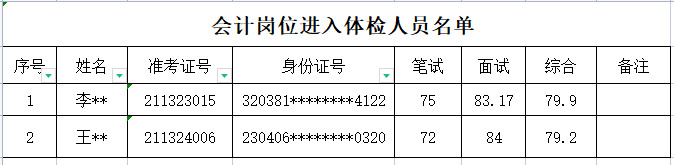 会计岗位进入体检人员名单
序号 姓名 准考证号 身份证号 笔试 面试 综合 备注
1 李** 211323015 320381********4122 75 83.17 79.9
2 王** 211324006 230406********0320 72 84 79.2